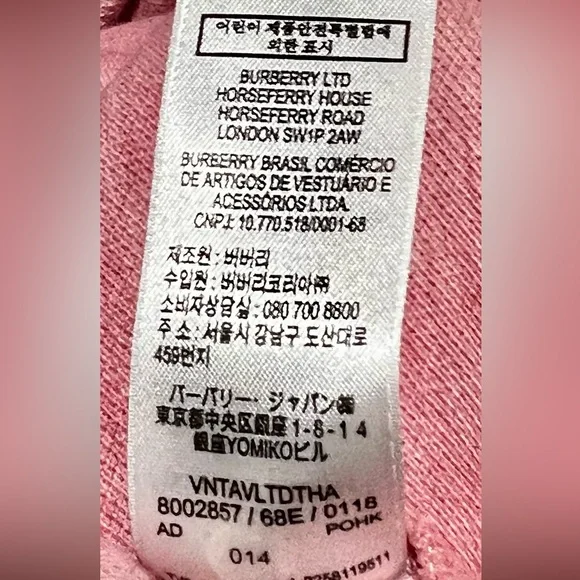 어린이 제품안전특별법에
의한 표시
BURBERRY LTD
HORSEFERRY HOUSE
HORSEFERRY ROAD
LONDON SW1P 2AW
BURBERRY BRASIL COMÉRCIO
DE ARTIGOS DE VESTUÁRIO E
ACESSÓRIOS LTDA.
CNPJ: 10.770.518/0001-68
제조원 : 버버리
수입원 : 버버리코리아㈜
소비자상담실 : 080 700 8800
주 소 : 서울시 강남구 도산대로
459번지
バーバリー・ジャパン㈱
東京都中央区銀座 1-8-1 4
銀座YOMIKOビル
VNTAVLTDTHA
8002857 / 68E / 0118
AD POHK
014